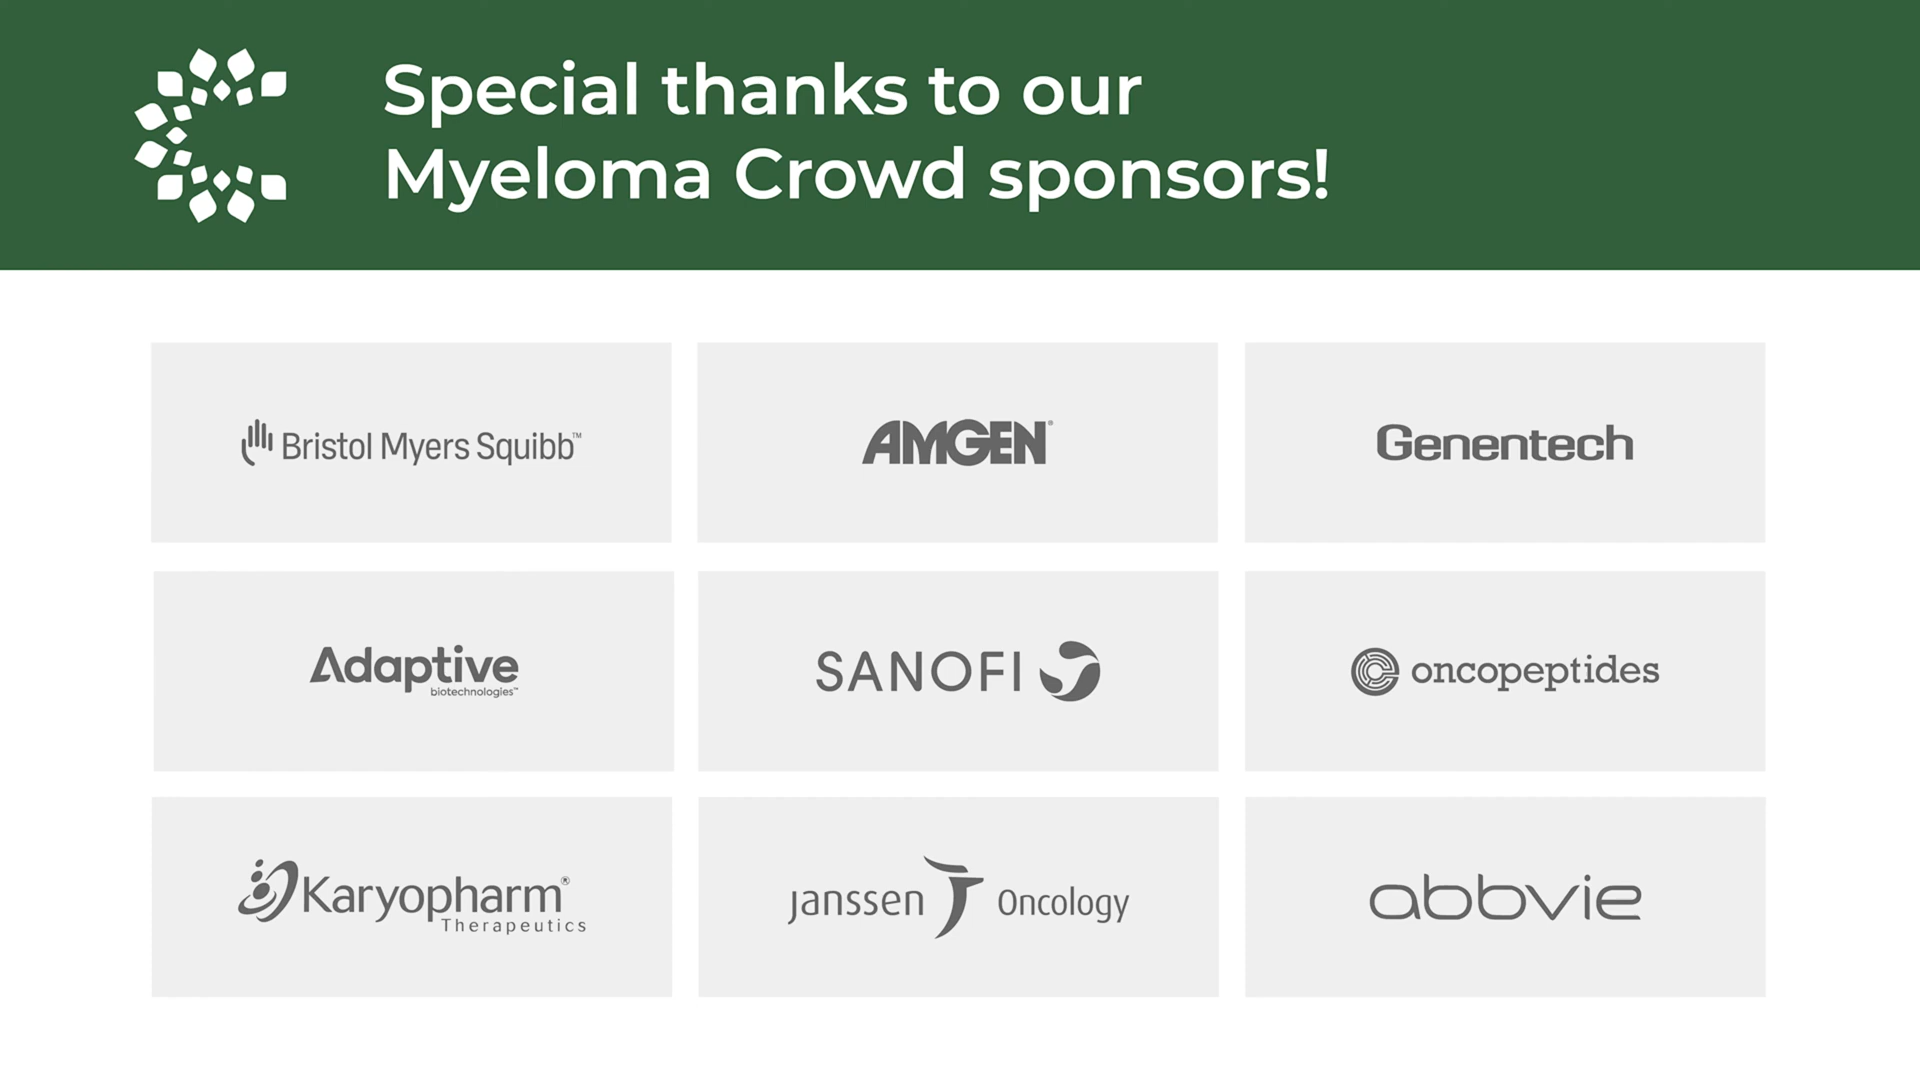 Special thanks to our
Myeloma Crowd sponsors!
Bristol Myers Squibb™
AMGEN®
Genentech
Adaptive
biotechnologies™
SANOFI
oncopeptides
Karyopharm®
Therapeutics
janssen Oncology
abbvie